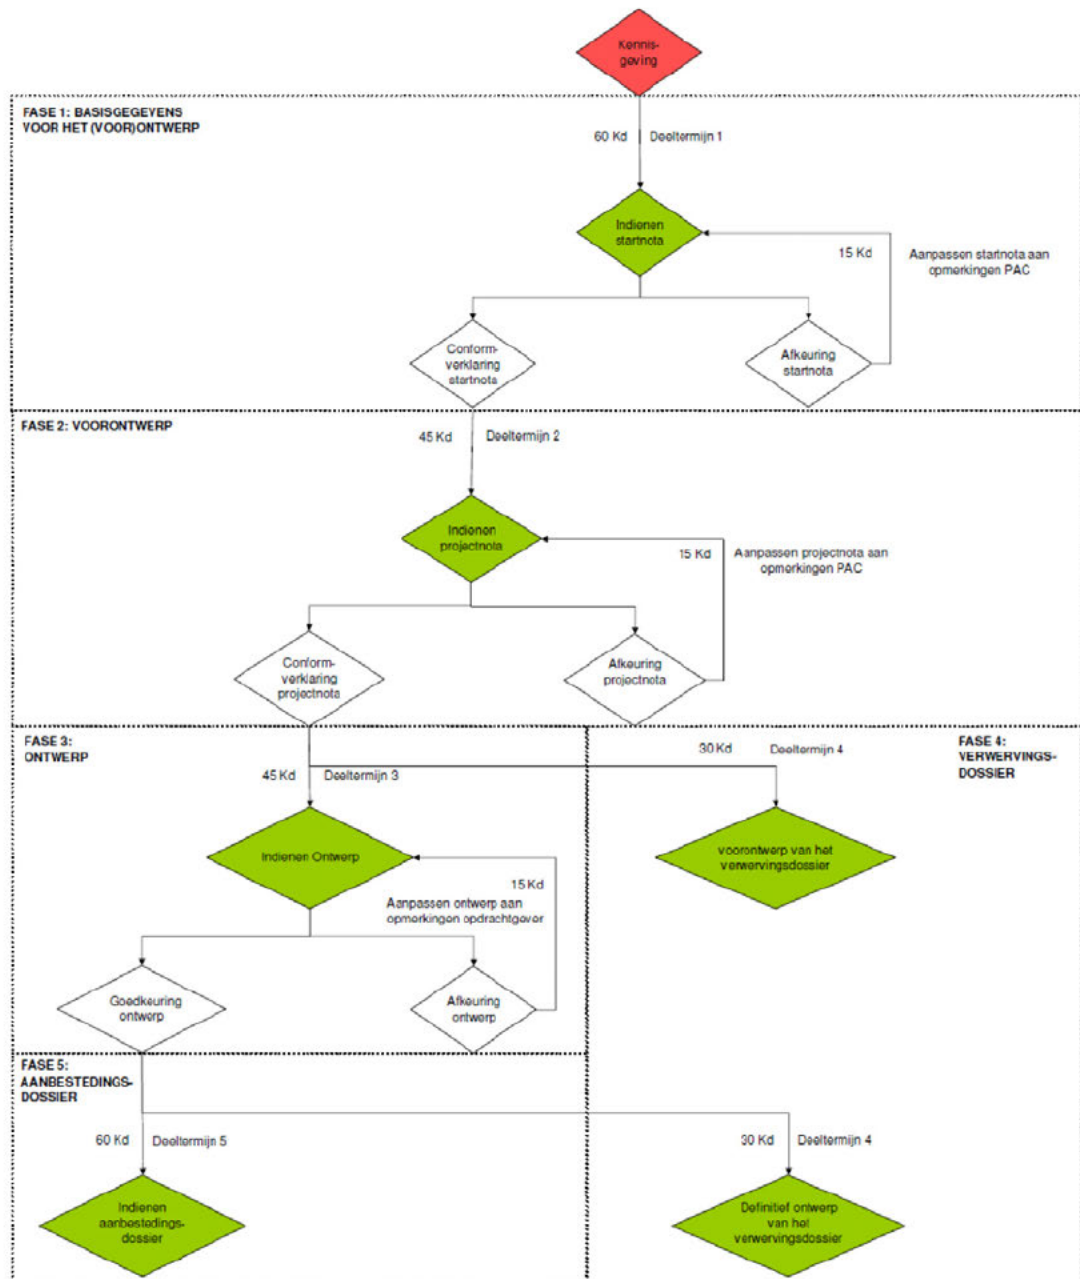 Kennis-
geving
FASE 1: BASISGEGEVENS
VOOR HET (VOOR)ONTWERP
60 Kd Deeltermijn 1
Indienen
startnota
15 Kd
Aanpassen startnota aan
opmerkingen PAC
Conform-
verklaring
startnota
Afkeuring
startnota
FASE 2: VOORONTWERP
45 Kd Deeltermijn 2
Indienen
projectnota
15 Kd
Aanpassen projectnota aan
opmerkingen PAC
Conform-
verklaring
projectnota
Afkeuring
projectnota
FASE 3:
ONTWERP
45 Kd Deeltermijn 3
30 Kd Deeltermijn 4
FASE 4:
VERWERVINGS-
DOSSIER
Indienen Ontwerp
voorontwerp van het
verwervingsdossier
15 Kd
Aanpassen ontwerp aan
opmerkingen opdrachtgever
Goedkeuring
ontwerp
Afkeuring
ontwerp
FASE 5:
AANBESTEDINGS-
DOSSIER
60 Kd Deeltermijn 5
30 Kd Deeltermijn 4
Indienen
aanbestedings-
dossier
Definitief ontwerp
van het
verwervingsdossier